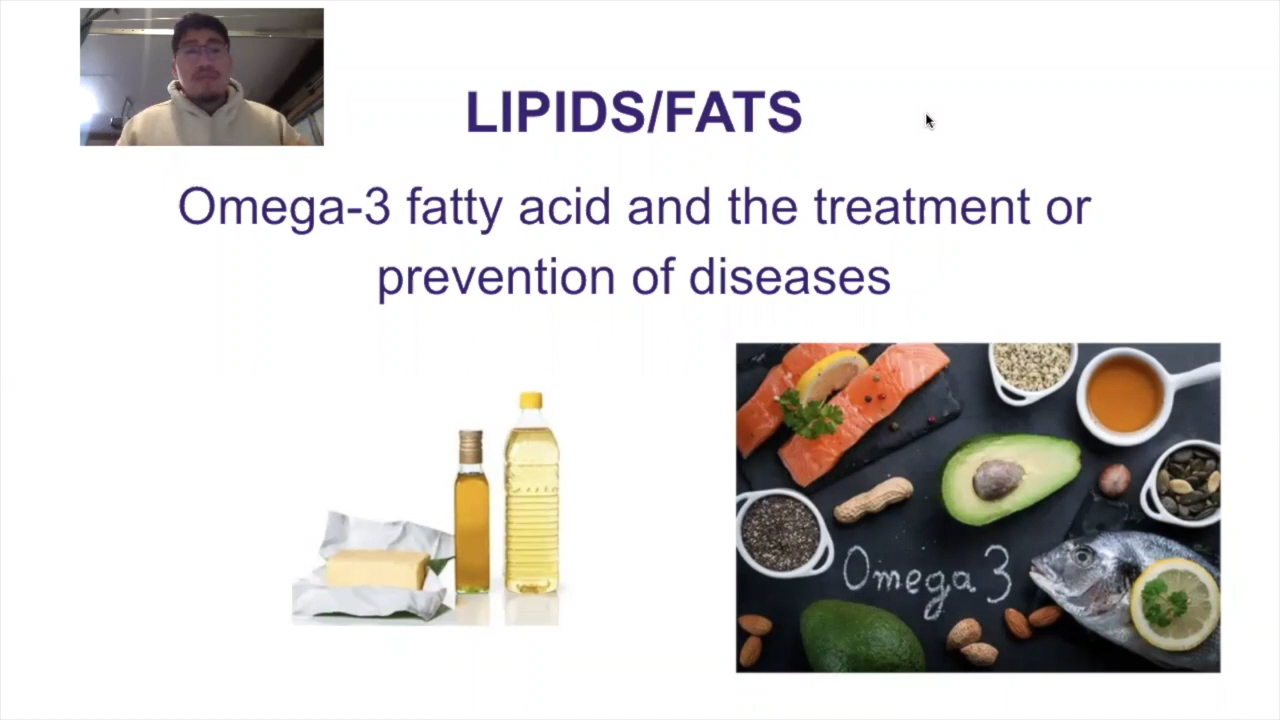 LIPIDS/FATS
Omega-3 fatty acid and the treatment or
prevention of diseases
Omega 3